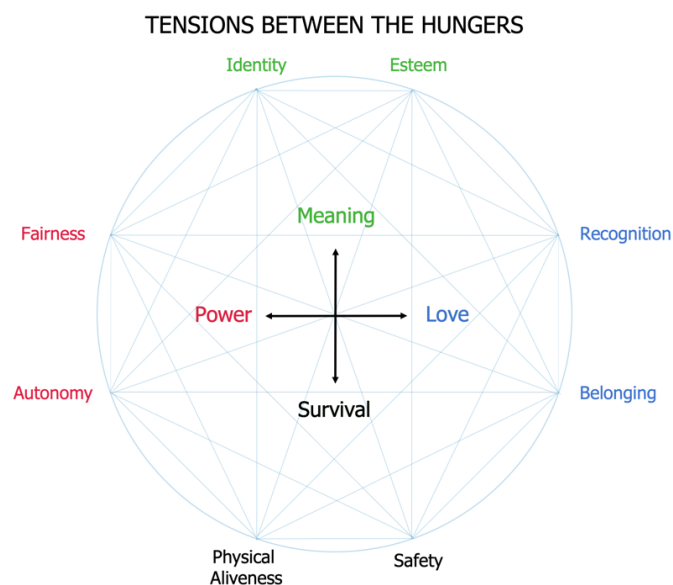 TENSIONS BETWEEN THE HUNGERS
Identity
Esteem
Meaning
Fairness
Recognition
Power
Love
Autonomy
Belonging
Survival
Physical
Aliveness
Safety